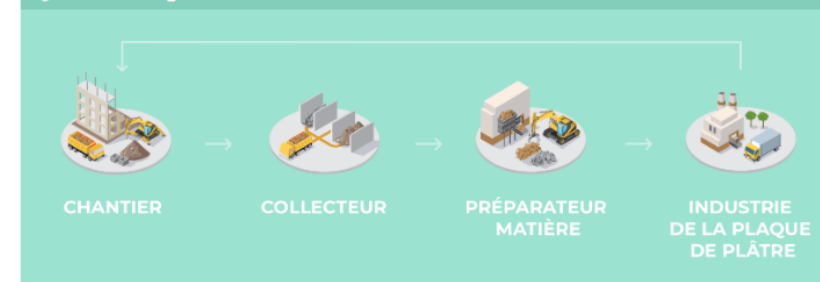 CHANTIER
COLLECTEUR
PRÉPARATEUR
MATIÈRE
INDUSTRIE
DE LA PLAQUE
DE PLÂTRE